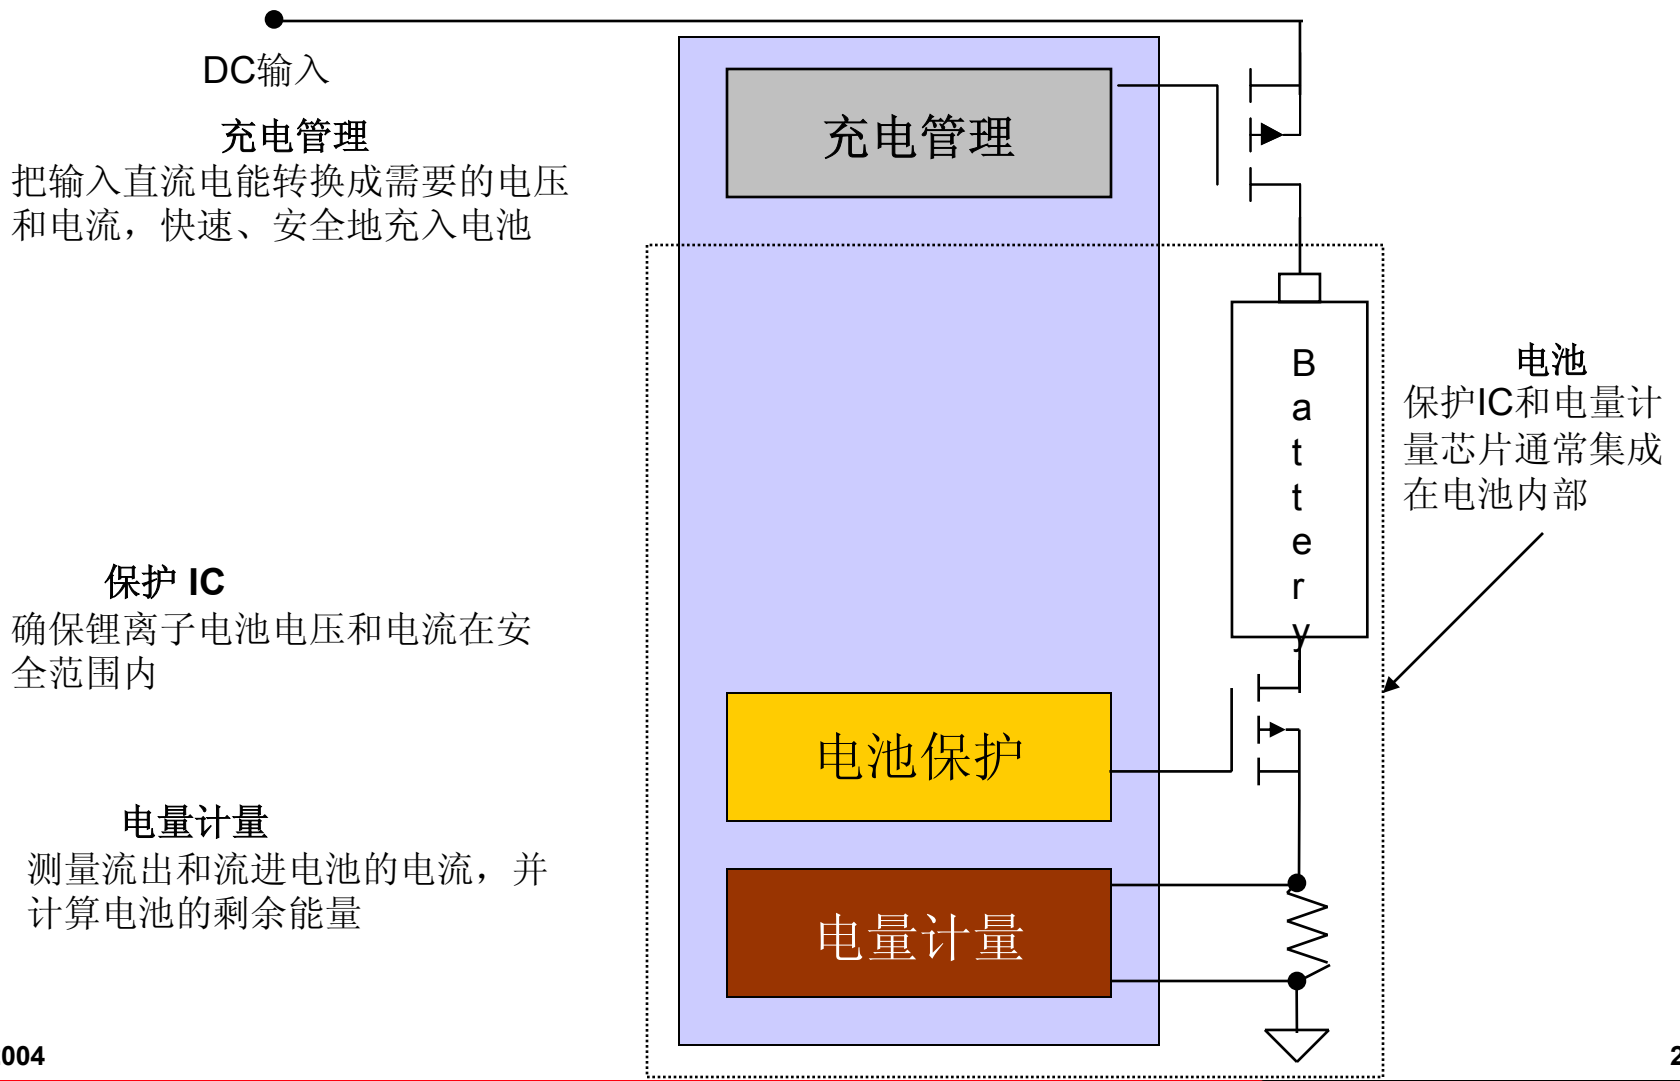 DC输入
充电管理
把输入直流电能转换成需要的电压
和电流，快速、安全地充入电池
充电管理
Battery
电池
保护IC和电量计
量芯片通常集成
在电池内部
保护 IC
确保锂离子电池电压和电流在安
全范围内
电池保护
电量计量
测量流出和流进电池的电流，并
计算电池的剩余能量
电量计量
004
2